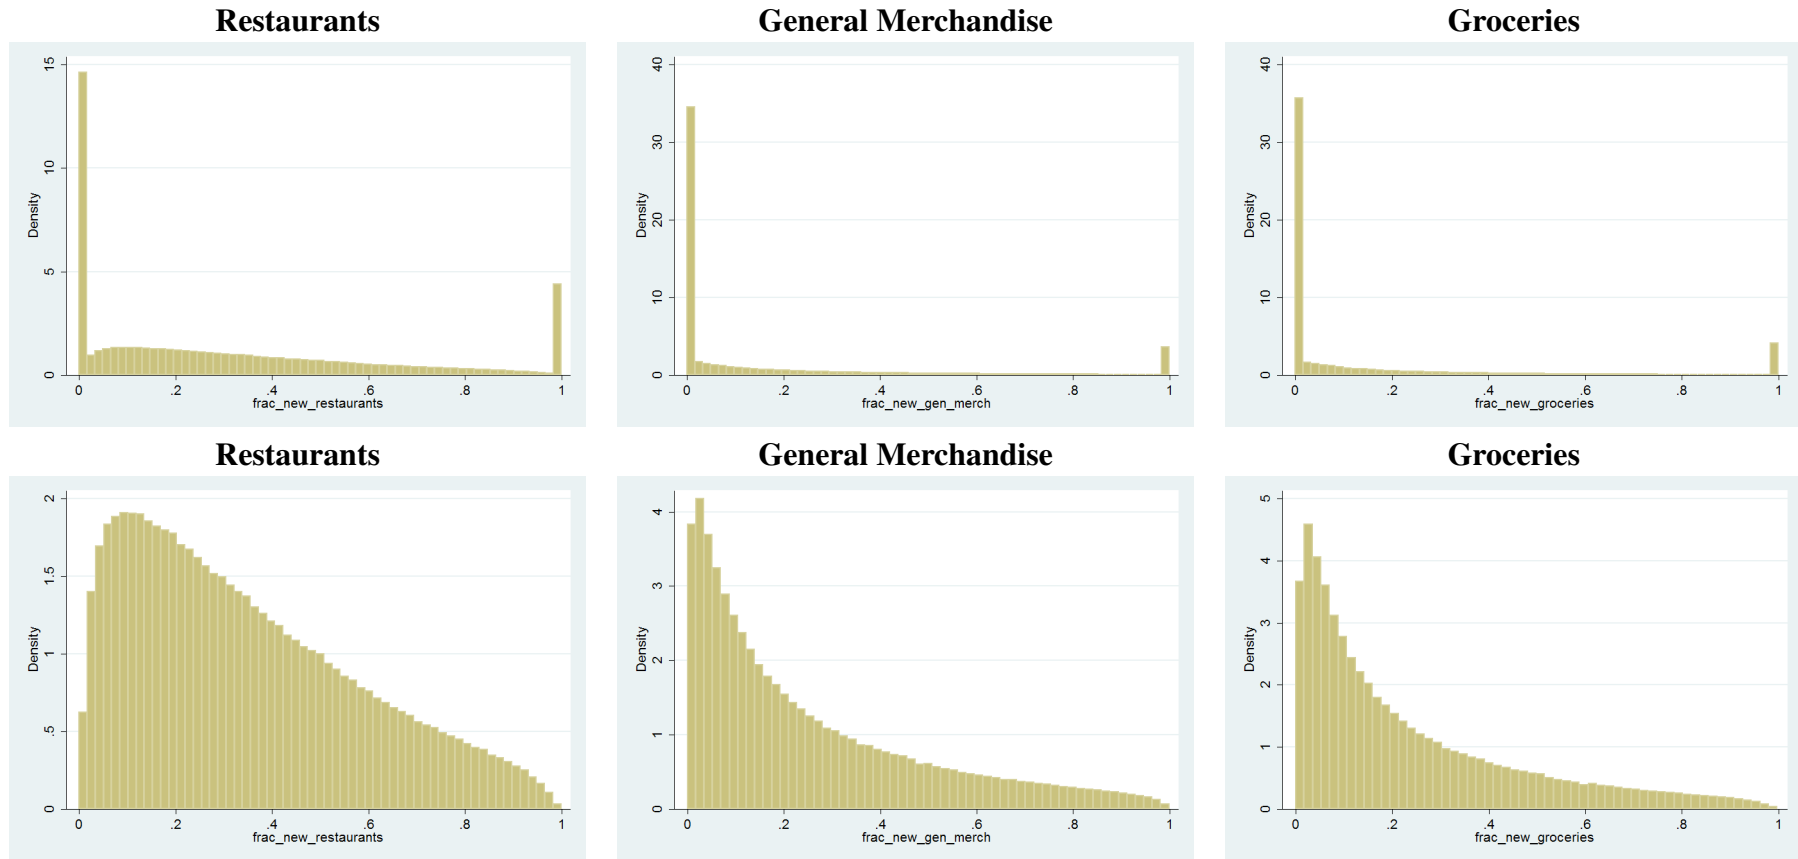 Restaurants
General Merchandise
Groceries
Density
0 5 10 15
0 .2 .4 .6 .8 1
frac_new_restaurants
Density
0 10 20 30 40
0 .2 .4 .6 .8 1
frac_new_gen_merch
Density
0 10 20 30 40
0 .2 .4 .6 .8 1
frac_new_groceries
Restaurants
General Merchandise
Groceries
Density
0 .5 1 1.5 2
0 .2 .4 .6 .8 1
frac_new_restaurants
Density
0 1 2 3 4
0 .2 .4 .6 .8 1
frac_new_gen_merch
Density
0 1 2 3 4 5
0 .2 .4 .6 .8 1
frac_new_groceries